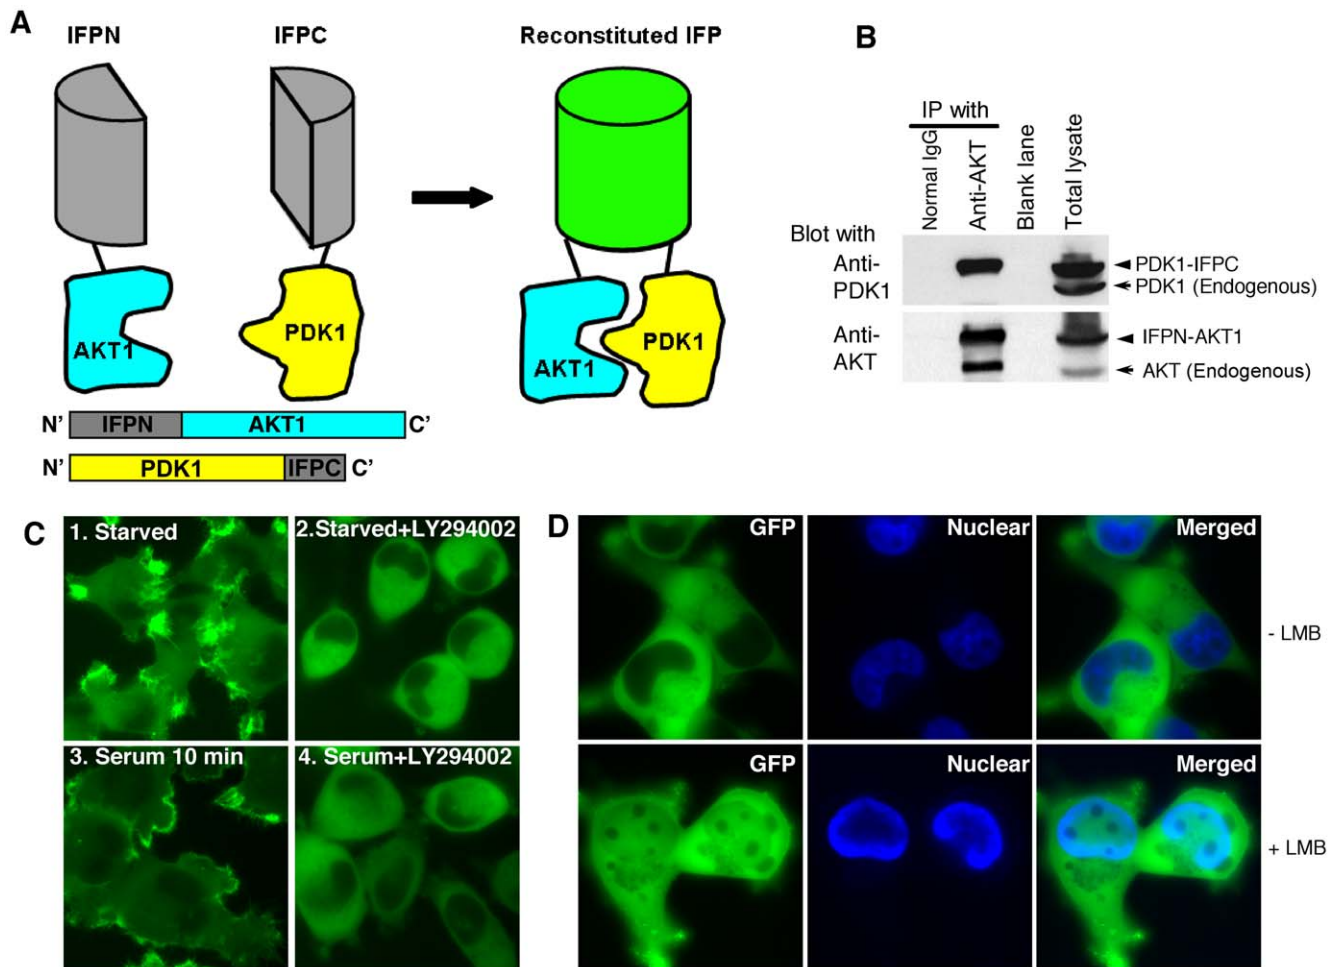 A
IFPN
IFPC
Reconstituted IFP
AKT1
PDK1
AKT1
PDK1
N' IFPN AKT1 C'
N' PDK1 IFPC C'
B
IP with
Normal IgG
Anti-AKT
Blank lane
Total lysate
Blot with
Anti-
PDK1
PDK1-IFPC
PDK1 (Endogenous)
Anti-
AKT
IFPN-AKT1
AKT (Endogenous)
C
1. Starved
2.Starved+LY294002
3. Serum 10 min
4. Serum+LY294002
D
GFP
Nuclear
Merged
- LMB
GFP
Nuclear
Merged
+ LMB